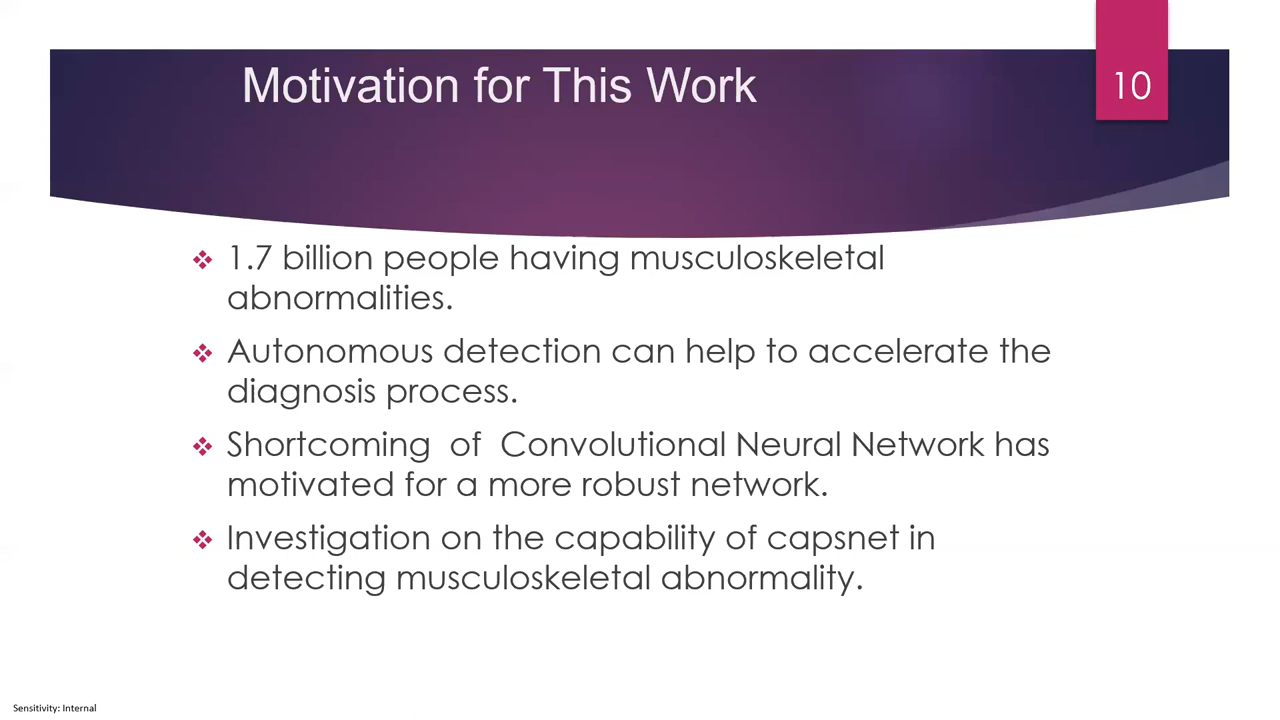 Motivation for This Work
10
❖ 1.7 billion people having musculoskeletal
abnormalities.
❖ Autonomous detection can help to accelerate the
diagnosis process.
❖ Shortcoming of Convolutional Neural Network has
motivated for a more robust network.
❖ Investigation on the capability of capsnet in
detecting musculoskeletal abnormality.
Sensitivity: Internal